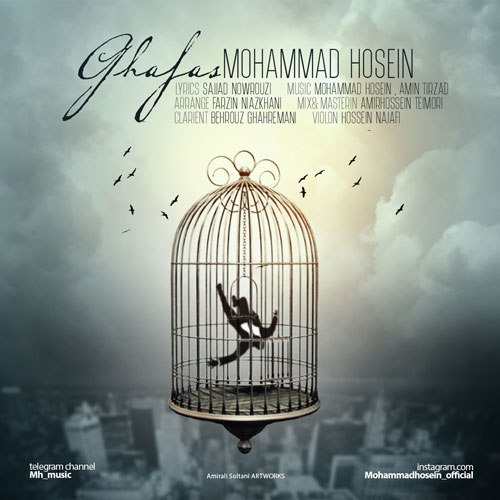 Ghafas MOHAMMAD HOSEIN
LYRICS SAJJAD NOWROUZI MUSIC MOHAMMAD HOSEIN , AMIN TIRZAD
ARRANGE FARZIN NIAZKHANI MIX& MASTERIN AMIRHOSSEIN TEIMORI
CLARIENT BEHROUZ GHAHREMANI VIOLON HOSSEIN NAJAFI
telegram channel
Mh_music
Amirali Soltani ARTWORKS
instagram.com
Mohammadhosein_official